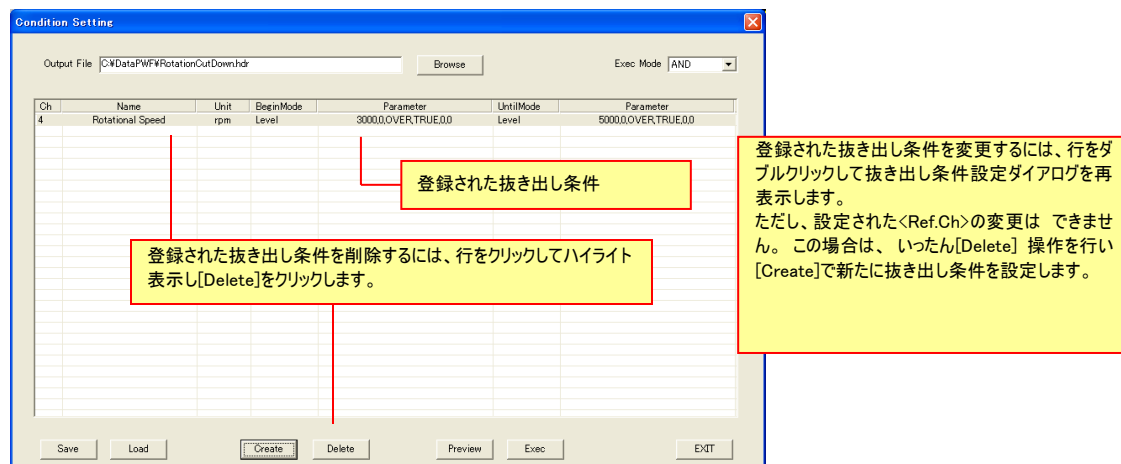 Condition Setting
Output File C:¥DataPWF¥RotationCutDown.hdr Browse Exec Mode AND
Ch Name Unit BeginMode Parameter UntilMode Parameter
4 Rotational Speed rpm Level 3000,0,OVER,TRUE,0,0 Level 5000,0,OVER,TRUE,0,0
登録された抜き出し条件
登録された抜き出し条件を削除するには、行をクリックしてハイライト
表示し[Delete]をクリックします。
登録された抜き出し条件を変更するには、行をダ
ブルクリックして抜き出し条件設定ダイアログを再
表示します。
ただし、設定された<Ref.Ch>の変更は できませ
ん。 この場合は、 いったん[Delete] 操作を行い
[Create]で新たに抜き出し条件を設定します。
Save Load Create Delete Preview Exec EXIT